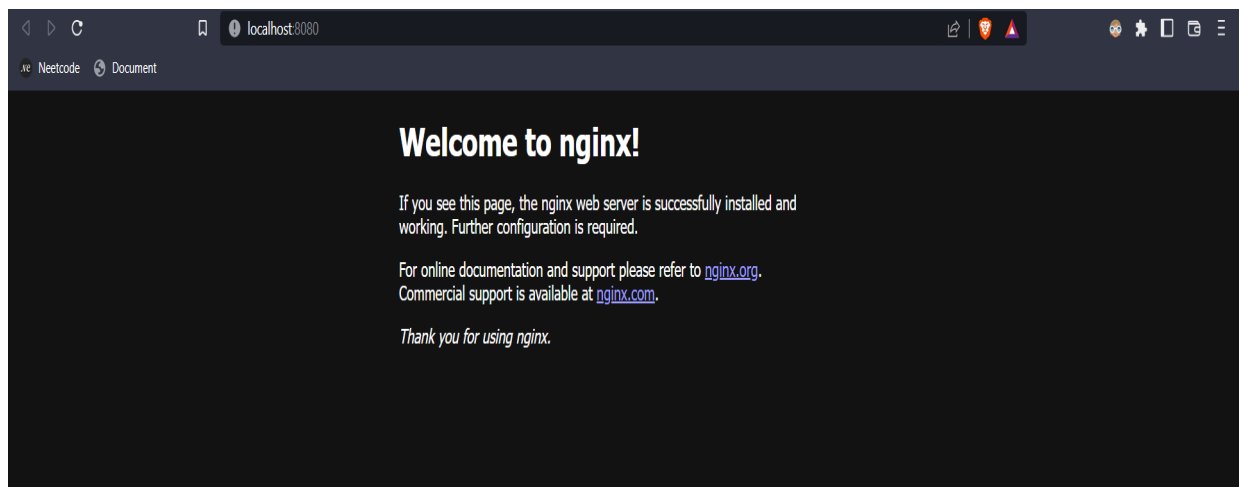 localhost:8080
Neetcode
Document
Welcome to nginx!
If you see this page, the nginx web server is successfully installed and
working. Further configuration is required.
For online documentation and support please refer to nginx.org.
Commercial support is available at nginx.com.
Thank you for using nginx.